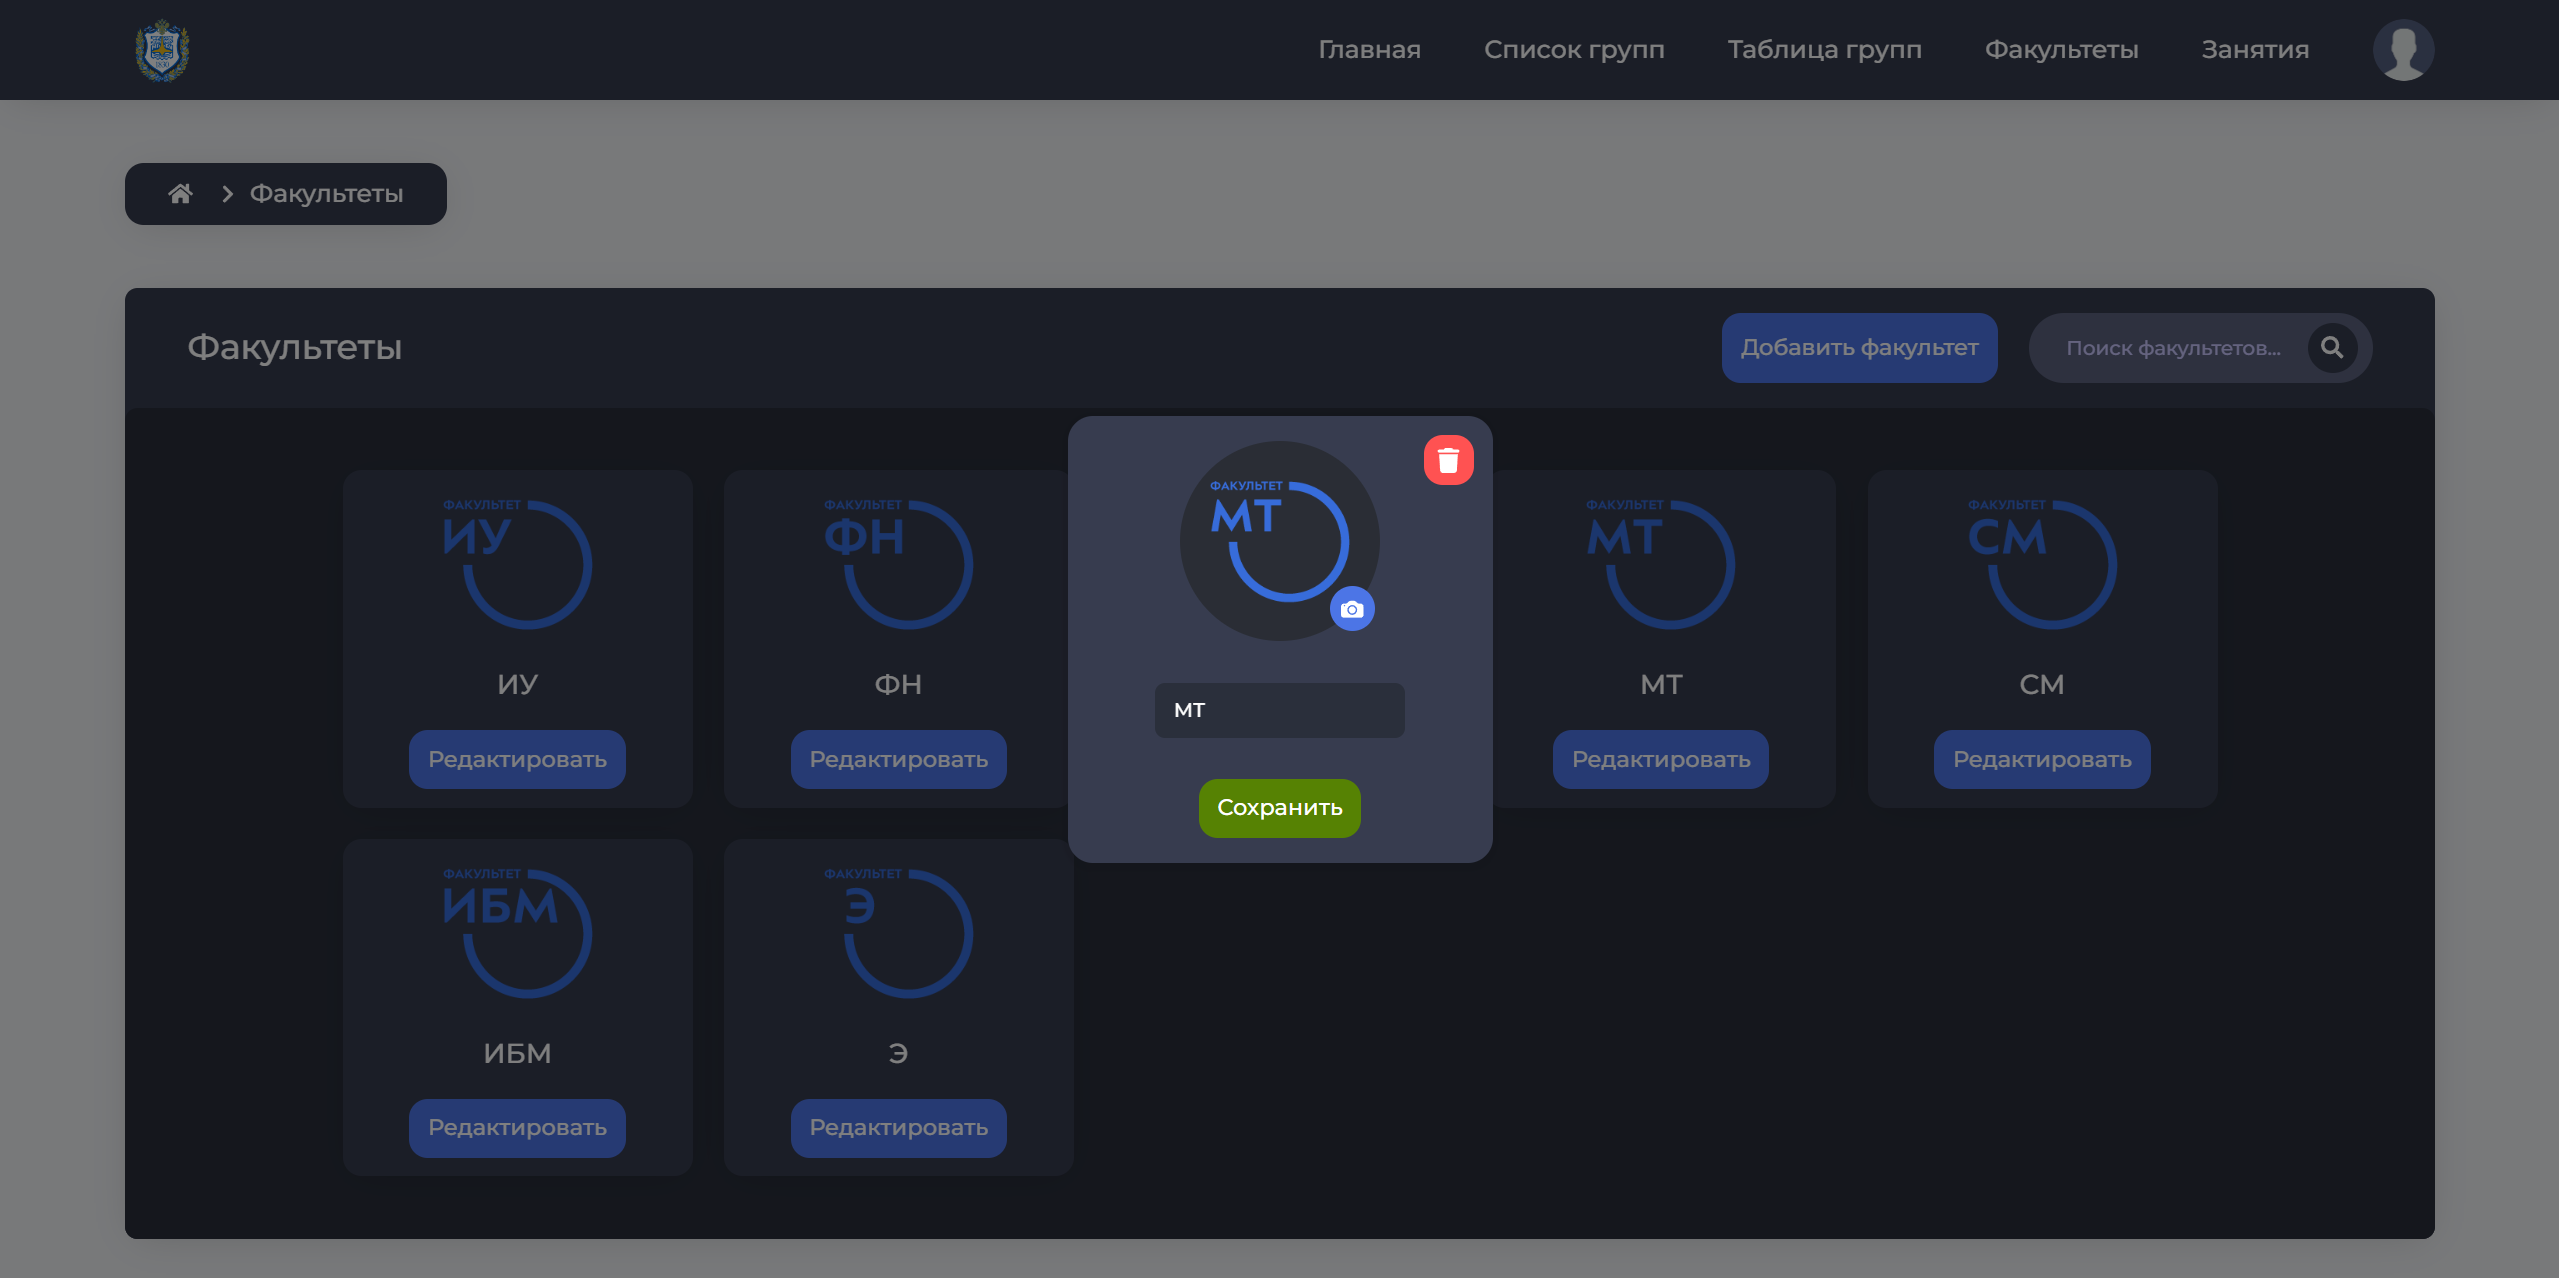 Главная
Список групп
Таблица групп
Факультеты
Занятия
Факультеты
Факультеты
Добавить факультет
Поиск факультетов...
ФАКУЛЬТЕТ
ИУ
ИУ
Редактировать
ФАКУЛЬТЕТ
ФН
ФН
Редактировать
ФАКУЛЬТЕТ
МТ
МТ
Сохранить
ФАКУЛЬТЕТ
МТ
МТ
Редактировать
ФАКУЛЬТЕТ
СМ
СМ
Редактировать
ФАКУЛЬТЕТ
ИБМ
ИБМ
Редактировать
ФАКУЛЬТЕТ
Э
Э
Редактировать